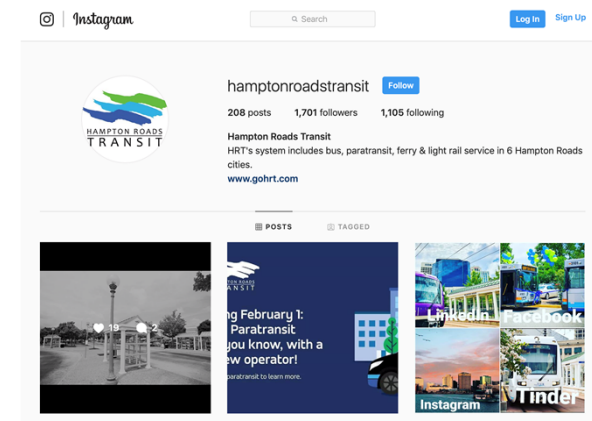 Instagram
Search
Log In
Sign Up
hamptonroadstransit
Follow
208 posts
1,701 followers
1,105 following
Hampton Roads Transit
HRT's system includes bus, paratransit, ferry & light rail service in 6 Hampton Roads
cities.
www.gohrt.com
HAMPTON ROADS
TRANSIT
POSTS
TAGGED
19
2
ng February 1:
Paratransit
you know, with a
ew operator!
paratransit to learn more.
LinkedIn
Facebook
Instagram
Tinder